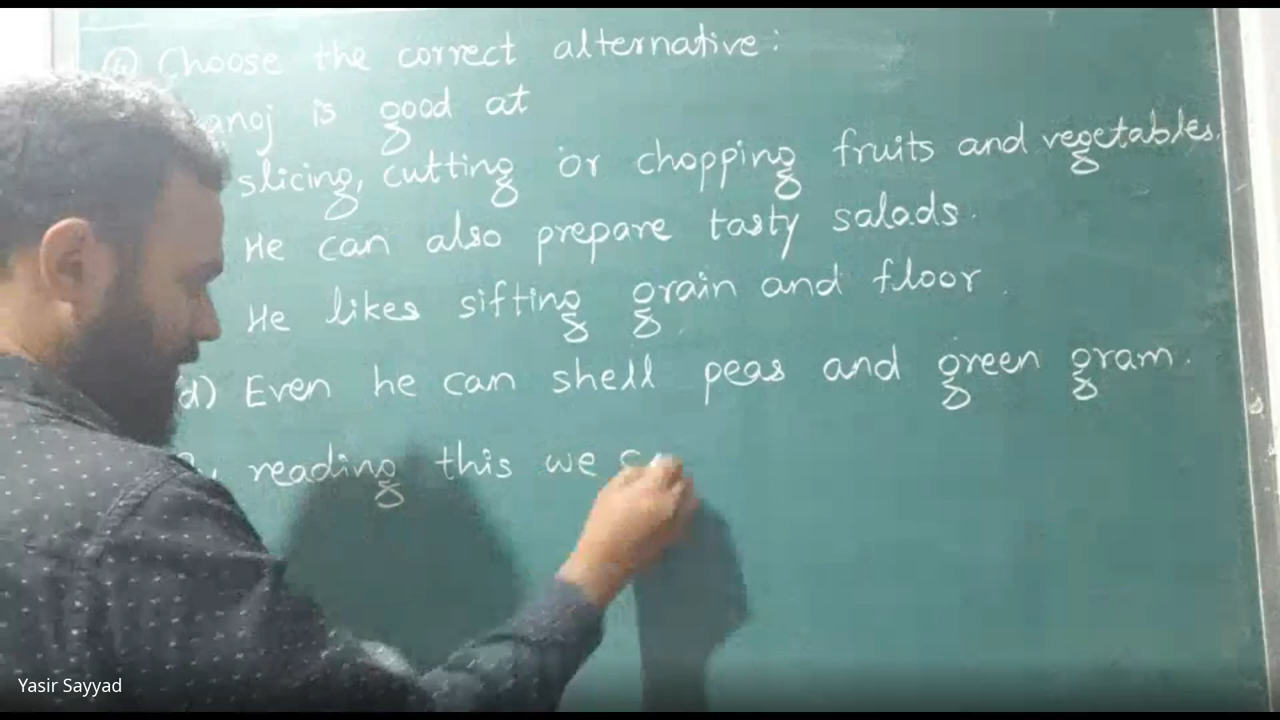 ④ Choose the correct alternative:
anoj is good at
slicing, cutting or chopping fruits and vegetables.
He can also prepare tasty salads.
He likes sifting grain and floor.
d) Even he can shell peas and green gram.
reading this we
Yasir Sayyad